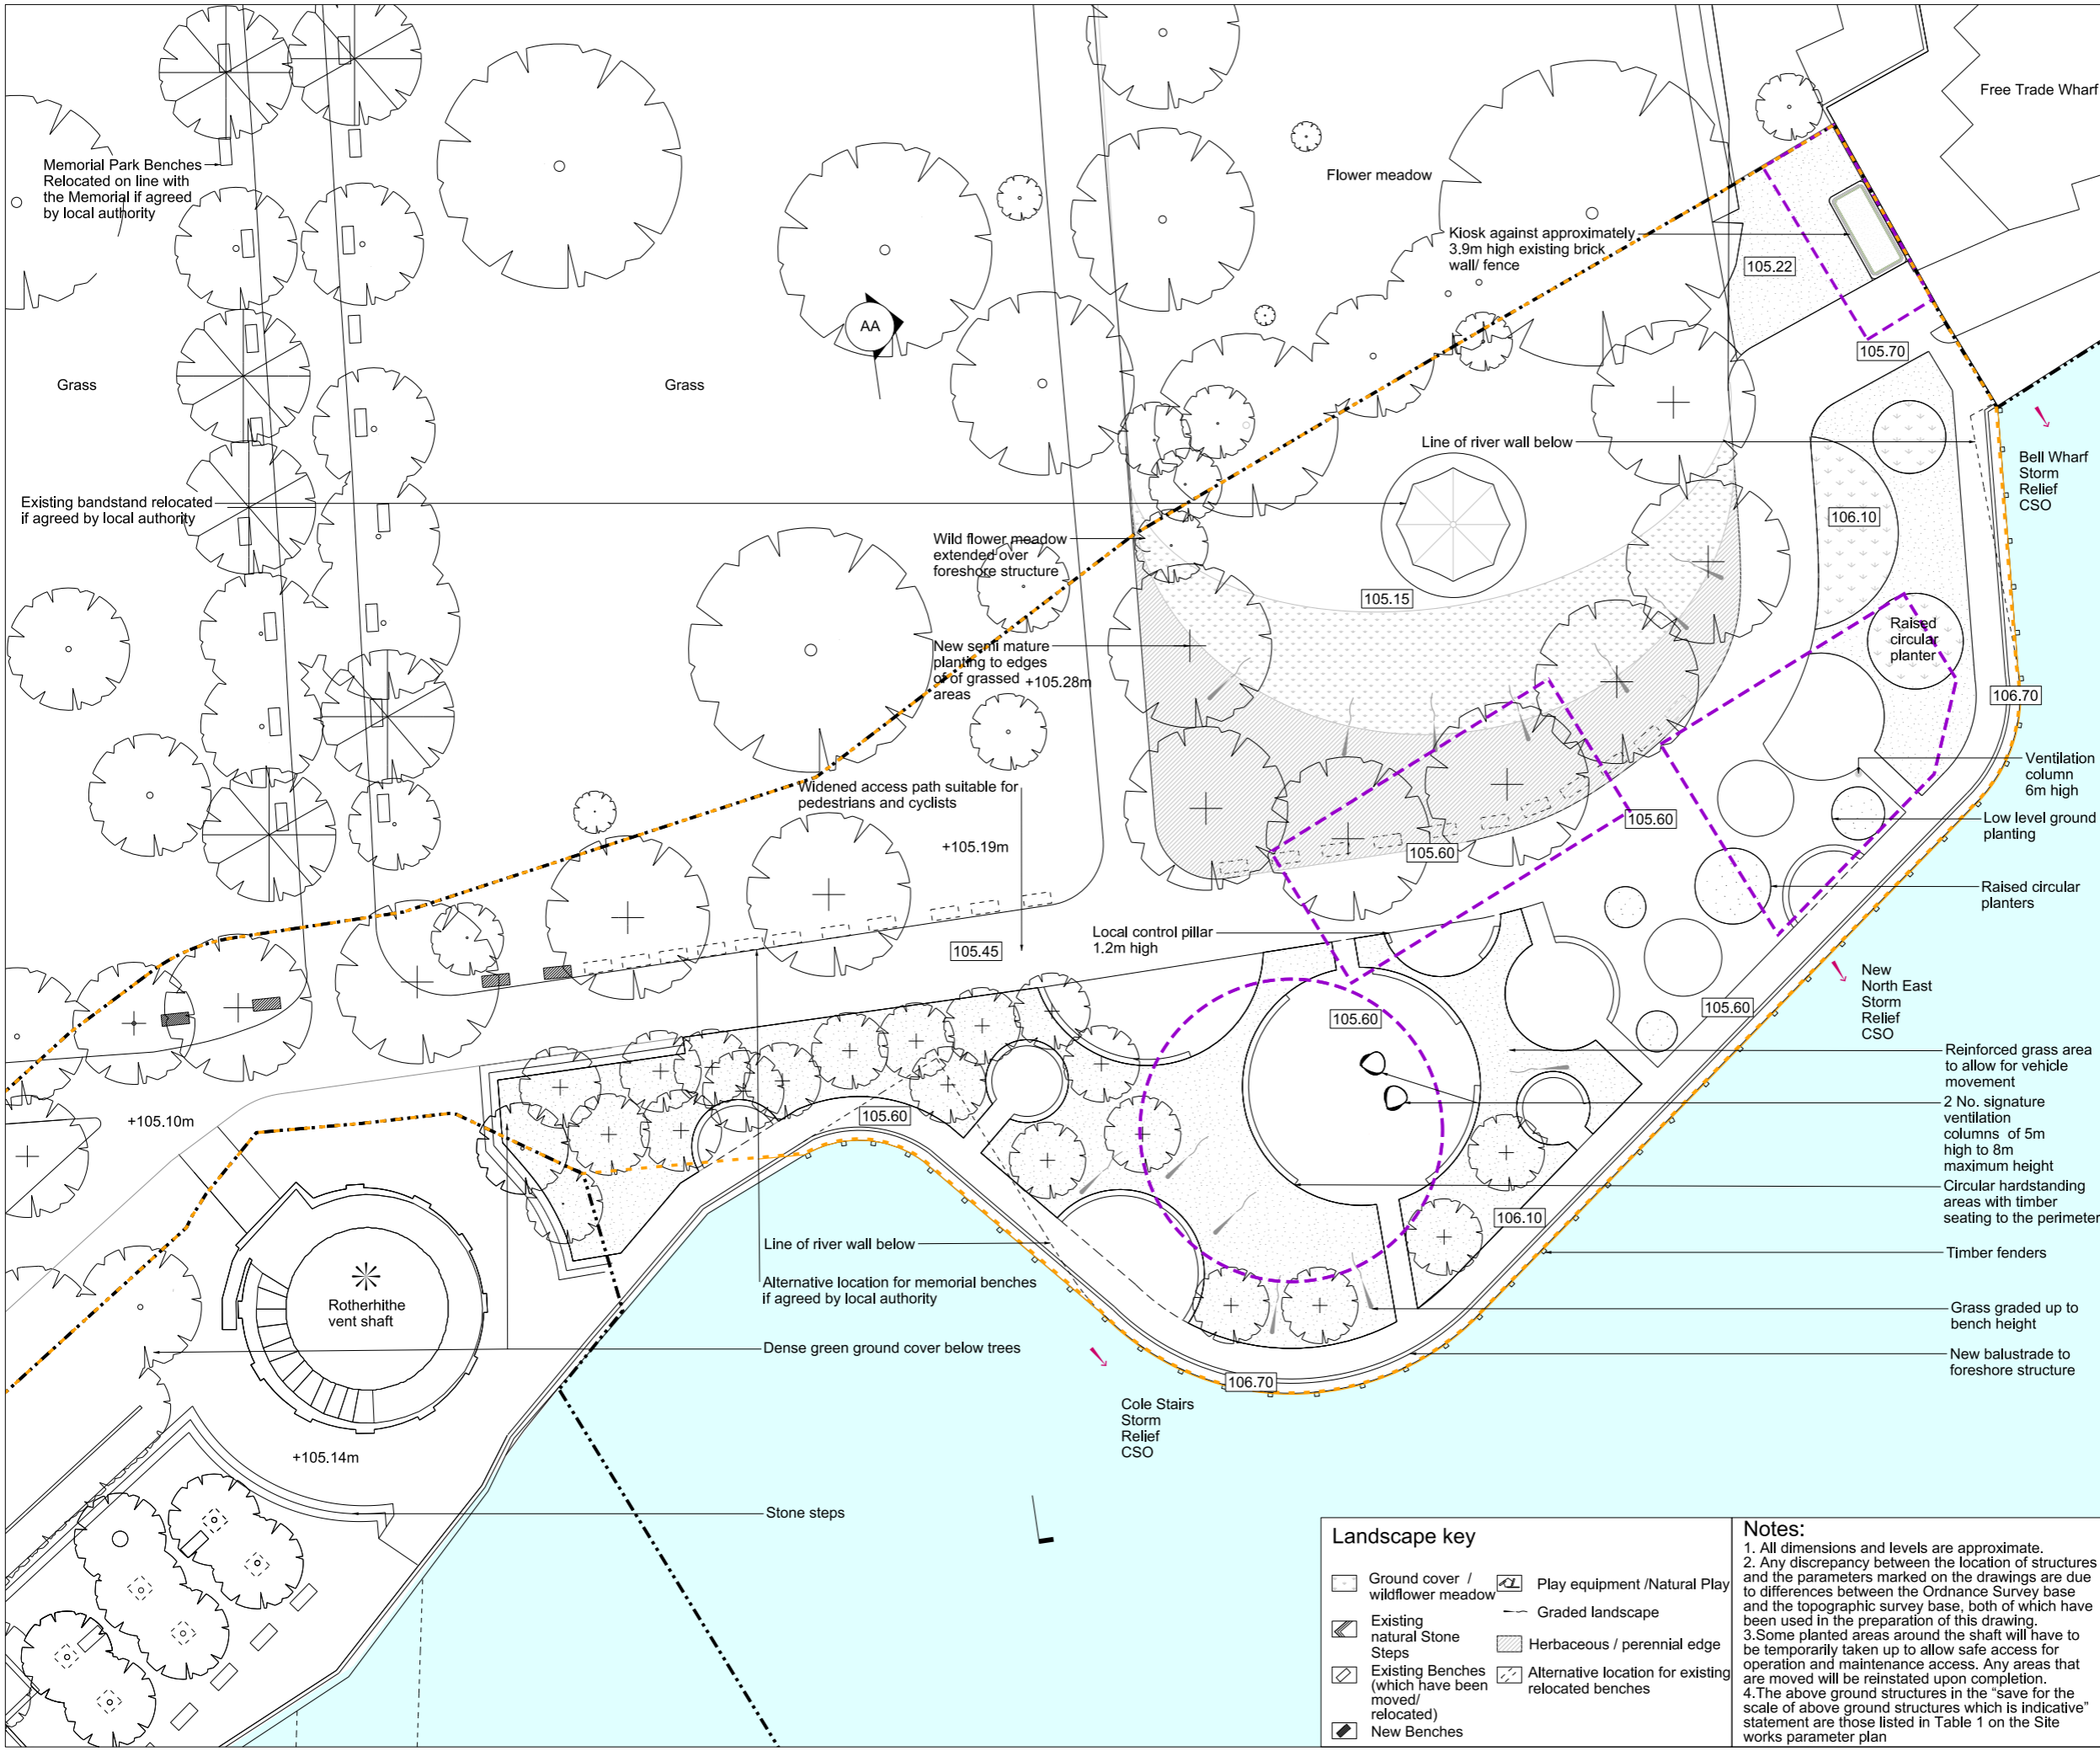 Free Trade Wharf
Memorial Park Benches
Relocated on line with
the Memorial if agreed
by local authority
Flower meadow
Kiosk against approximately
3.9m high existing brick
wall/ fence
105.22
AA
105.70
Grass
Grass
Line of river wall below
Bell Wharf
Storm
Relief
CSO
Existing bandstand relocated
if agreed by local authority
106.10
Wild flower meadow
extended over
foreshore structure
105.15
Raised
circular
planter
New semi mature
planting to edges
of of grassed
areas
+105.28m
106.70
Ventilation
column
6m high
Widened access path suitable for
pedestrians and cyclists
105.60
Low level ground
planting
+105.19m
105.60
Raised circular
planters
Local control pillar
1.2m high
105.45
New
North East
Storm
Relief
CSO
105.60
105.60
Reinforced grass area
to allow for vehicle
movement
+105.10m
105.60
2 No. signature
ventilation
columns of 5m
high to 8m
maximum height
Circular hardstanding
areas with timber
seating to the perimeter
106.10
Line of river wall below
Timber fenders
Alternative location for memorial benches
if agreed by local authority
Rotherhithe
vent shaft
Grass graded up to
bench height
Dense green ground cover below trees
New balustrade to
foreshore structure
106.70
Cole Stairs
Storm
Relief
CSO
+105.14m
Stone steps
Landscape key
Ground cover /
wildflower meadow
Existing
natural Stone
Steps
Existing Benches
(which have been
moved/
relocated)
New Benches
Play equipment /Natural Play
Graded landscape
Herbaceous / perennial edge
Alternative location for existing
relocated benches
Notes:
1. All dimensions and levels are approximate.
2. Any discrepancy between the location of structures
and the parameters marked on the drawings are due
to differences between the Ordnance Survey base
and the topographic survey base, both of which have
been used in the preparation of this drawing.
3.Some planted areas around the shaft will have to
be temporarily taken up to allow safe access for
operation and maintenance access. Any areas that
are moved will be reinstated upon completion.
4.The above ground structures in the “save for the
scale of above ground structures which is indicative”
statement are those listed in Table 1 on the Site
works parameter plan